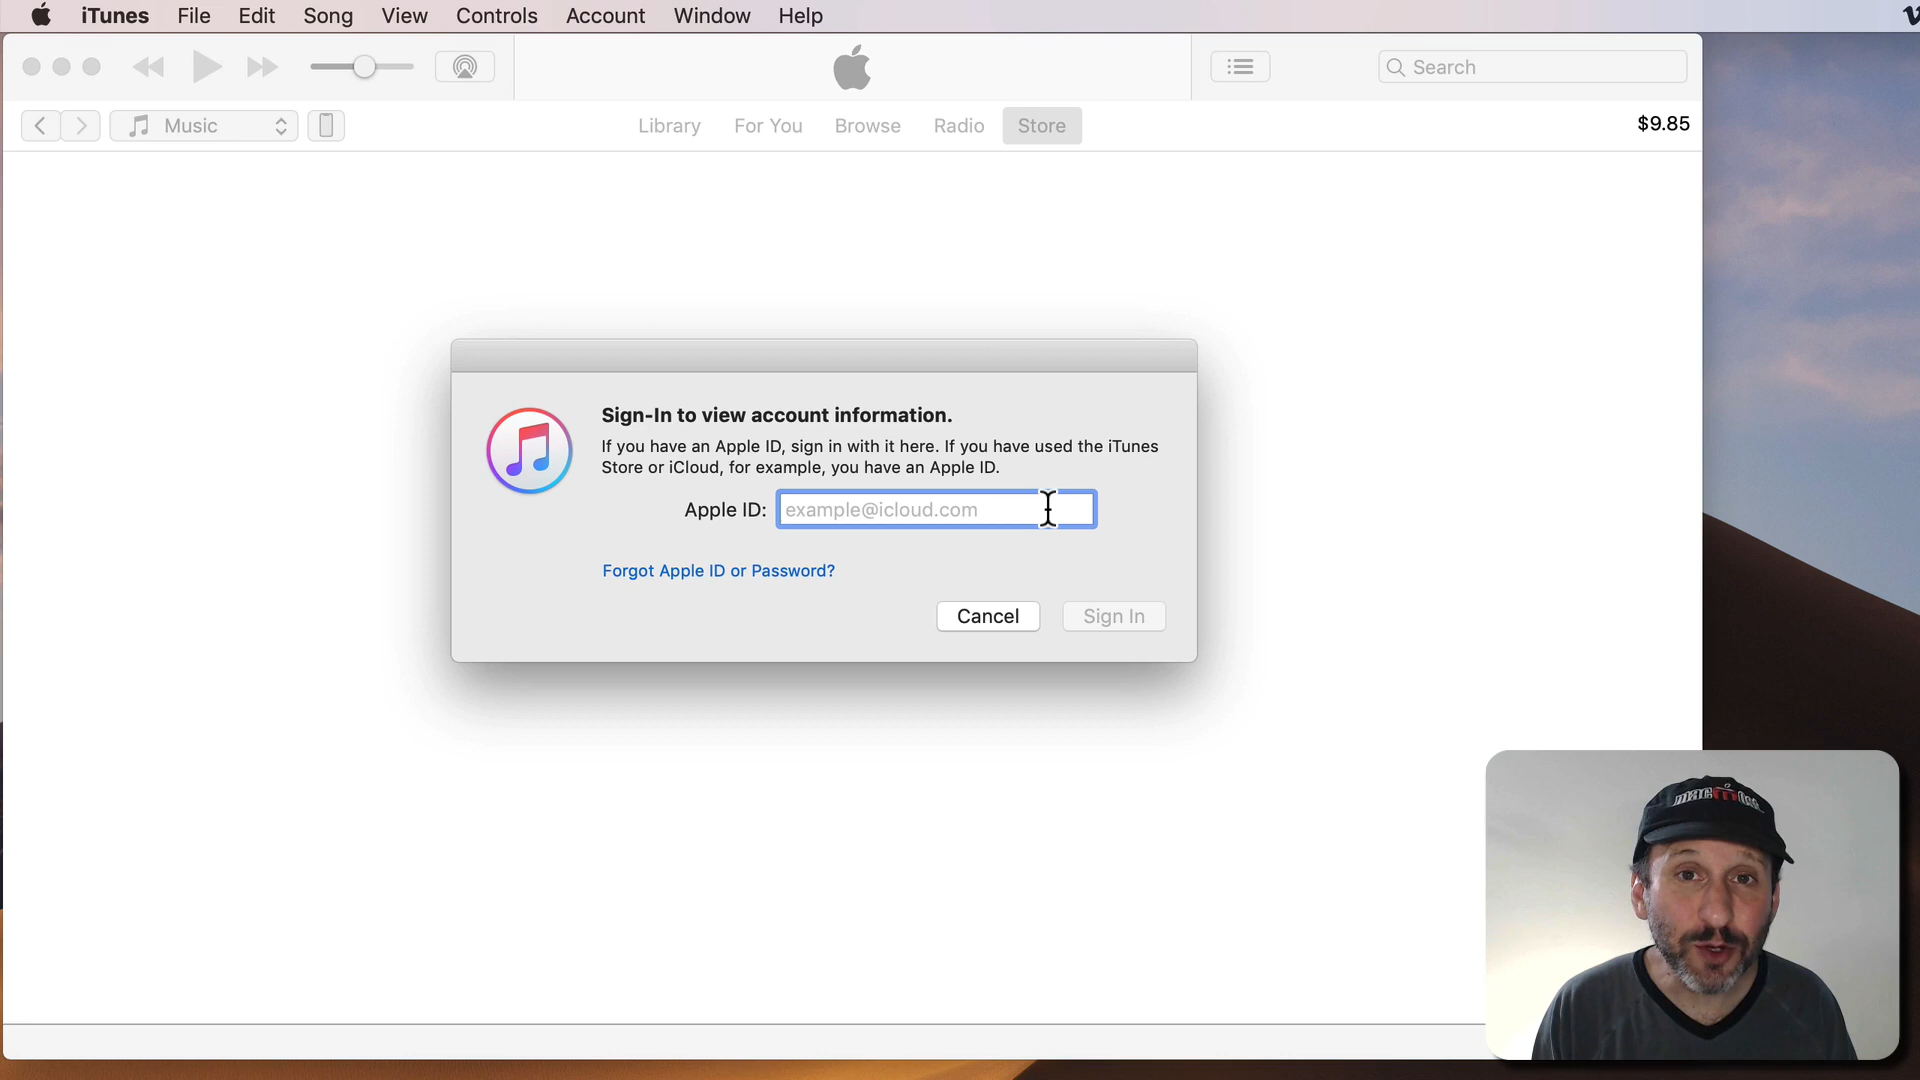 iTunes File Edit Song View Controls Account Window Help
Search
Music
Library For You Browse Radio Store
$9.85
Sign-In to view account information.
If you have an Apple ID, sign in with it here. If you have used the iTunes
Store or iCloud, for example, you have an Apple ID.
Apple ID: example@icloud.com
Forgot Apple ID or Password?
Cancel Sign In